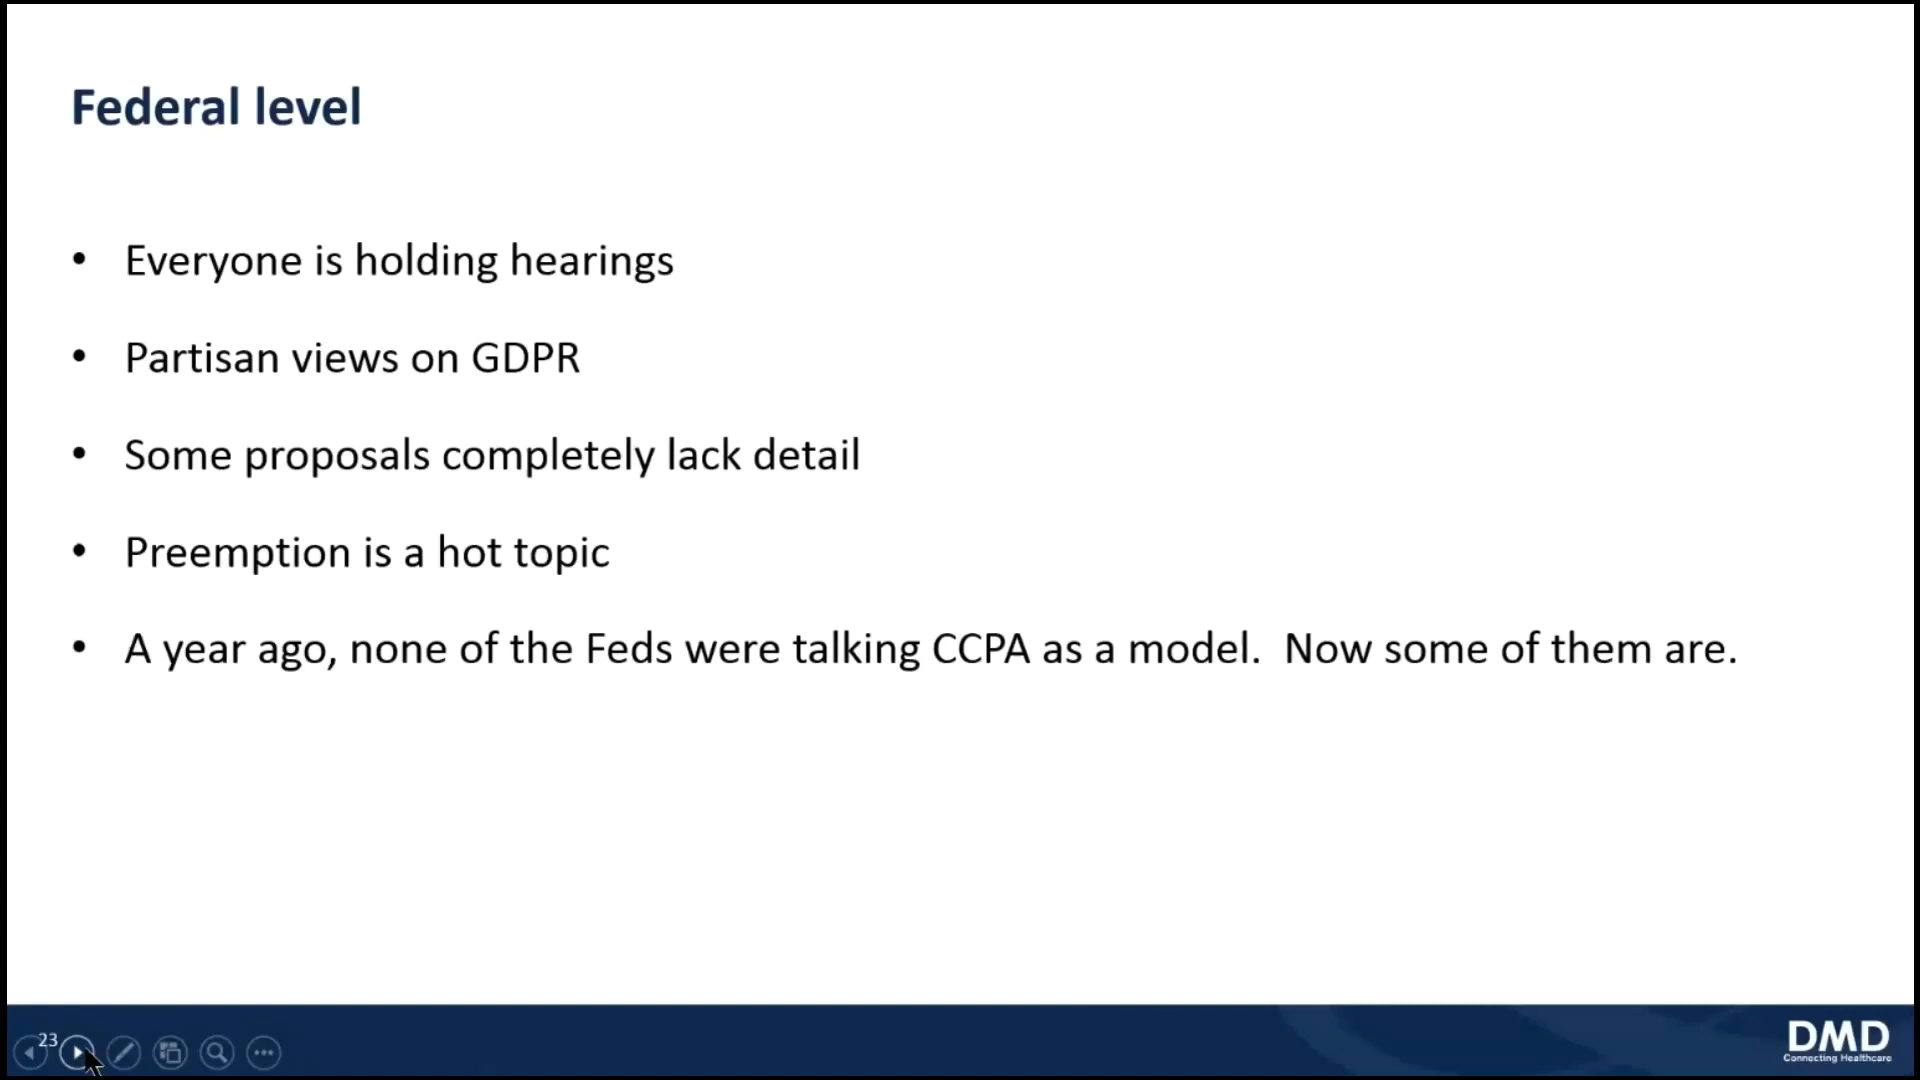 Federal level
• Everyone is holding hearings
• Partisan views on GDPR
• Some proposals completely lack detail
• Preemption is a hot topic
• A year ago, none of the Feds were talking CCPA as a model.  Now some of them are.
23
DMD
Connecting Healthcare